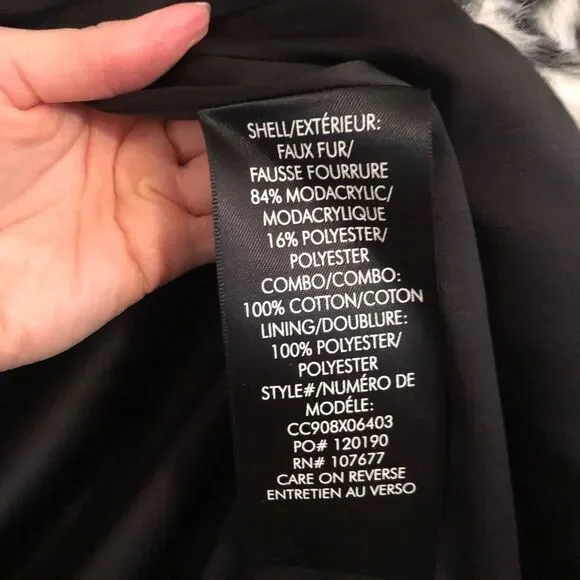 SHELL/EXTÉRIEUR:
FAUX FUR/
FAUSSE FOURRURE
84% MODACRYLIC/
MODACRYLIQUE
16% POLYESTER/
POLYESTER
COMBO/COMBO:
100% COTTON/COTON
LINING/DOUBLURE:
100% POLYESTER/
POLYESTER
STYLE#/NUMÉRO DE
MODÉLE:
CC908X06403
PO# 120190
RN# 107677
CARE ON REVERSE
ENTRETIEN AU VERSO